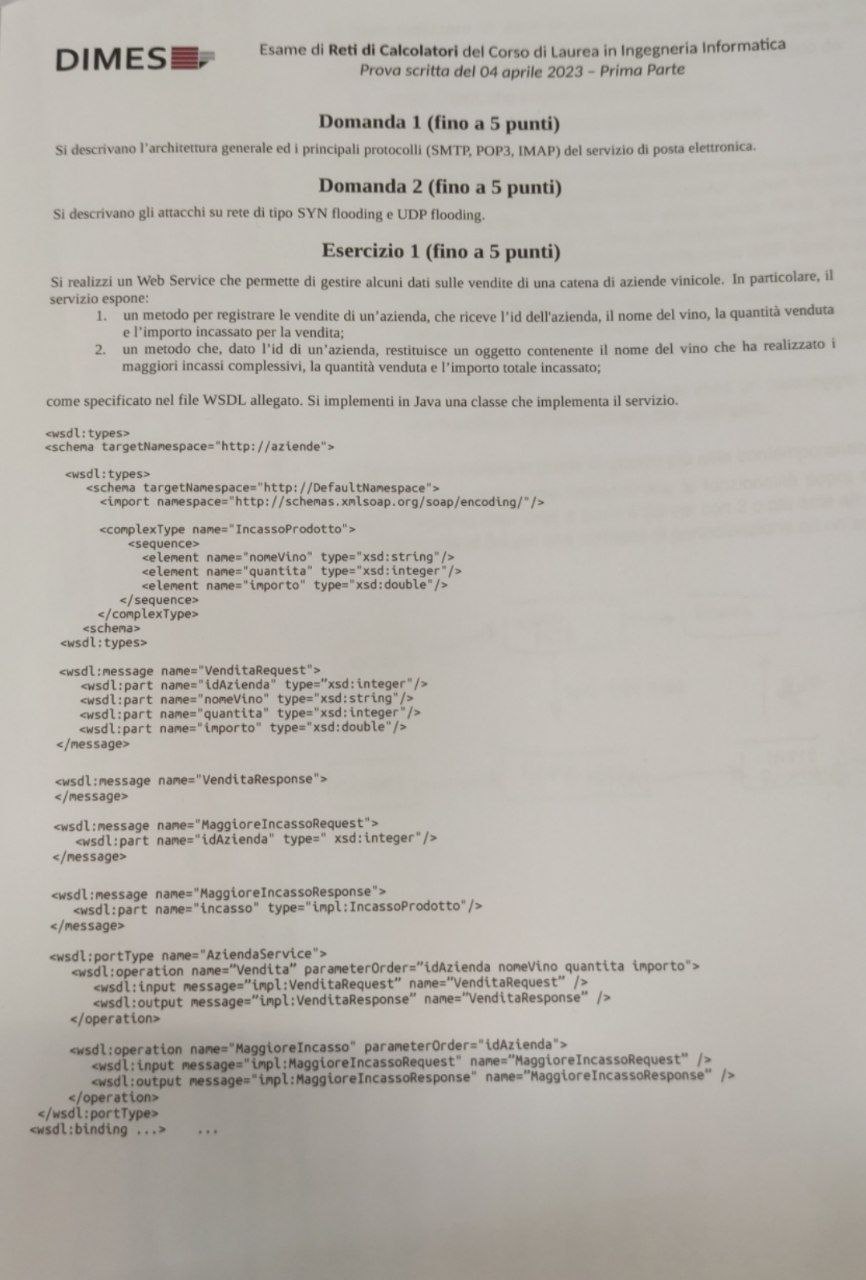 DIMES
Esame di Reti di Calcolatori del Corso di Laurea in Ingegneria Informatica
Prova scritta del 04 aprile 2023 – Prima Parte
Domanda 1 (fino a 5 punti)
Si descrivano l'architettura generale ed i principali protocolli (SMTP, POP3, IMAP) del servizio di posta elettronica.
Domanda 2 (fino a 5 punti)
Si descrivano gli attacchi su rete di tipo SYN flooding e UDP flooding.
Esercizio 1 (fino a 5 punti)
Si realizzi un Web Service che permette di gestire alcuni dati sulle vendite di una catena di aziende vinicole. In particolare, il
servizio espone:
1. un metodo per registrare le vendite di un'azienda, che riceve l'id dell'azienda, il nome del vino, la quantità venduta
e l'importo incassato per la vendita;
2. un metodo che, dato l'id di un'azienda, restituisce un oggetto contenente il nome del vino che ha realizzato i
maggiori incassi complessivi, la quantità venduta e l'importo totale incassato;
come specificato nel file WSDL allegato. Si implementi in Java una classe che implementa il servizio.
<wsdl:types>
<schema targetNamespace="http://aziende">
<wsdl:types>
<schema targetNamespace="http://DefaultNamespace">
<import namespace="http://schemas.xmlsoap.org/soap/encoding/"/>
<complexType name="IncassoProdotto">
<sequence>
<element name="nomeVino" type="xsd:string"/>
<element name="quantita" type="xsd:integer"/>
<element name="importo" type="xsd:double"/>
</sequence>
</complexType>
<schema>
<wsdl:types>
<wsdl:message name="VenditaRequest">
<wsdl:part name="idAzienda" type=”xsd:integer"/>
<wsdl:part name="nomeVino" type="xsd:string"/>
<wsdl:part name="quantita" type="xsd:integer"/>
<wsdl:part name="importo" type="xsd:double"/>
</message>
<wsdl:message name="VenditaResponse">
</message>
<wsdl:message name="MaggioreIncassoRequest">
<wsdl:part name="idAzienda" type=" xsd:integer"/>
</message>
<wsdl:message name="MaggioreIncassoResponse">
<wsdl:part name="incasso" type="impl:IncassoProdotto"/>
</message>
<wsdl:portType name="AziendaService">
<wsdl:operation name=”Vendita” parameterOrder=”idAzienda nomeVino quantita importo">
<wsdl:input message=”impl:VenditaRequest” name=”VenditaRequest” />
<wsdl:output message=”impl:VenditaResponse” name=”VenditaResponse” />
</operation>
<wsdl:operation name="MaggioreIncasso" parameterOrder="idAzienda">
<wsdl:input message="impl:MaggioreIncassoRequest" name=”MaggioreIncassoRequest” />
<wsdl:output message="impl:MaggioreIncassoResponse" name=”MaggioreIncassoResponse” />
</operation>
</wsdl:portType>
<wsdl:binding ...> ...